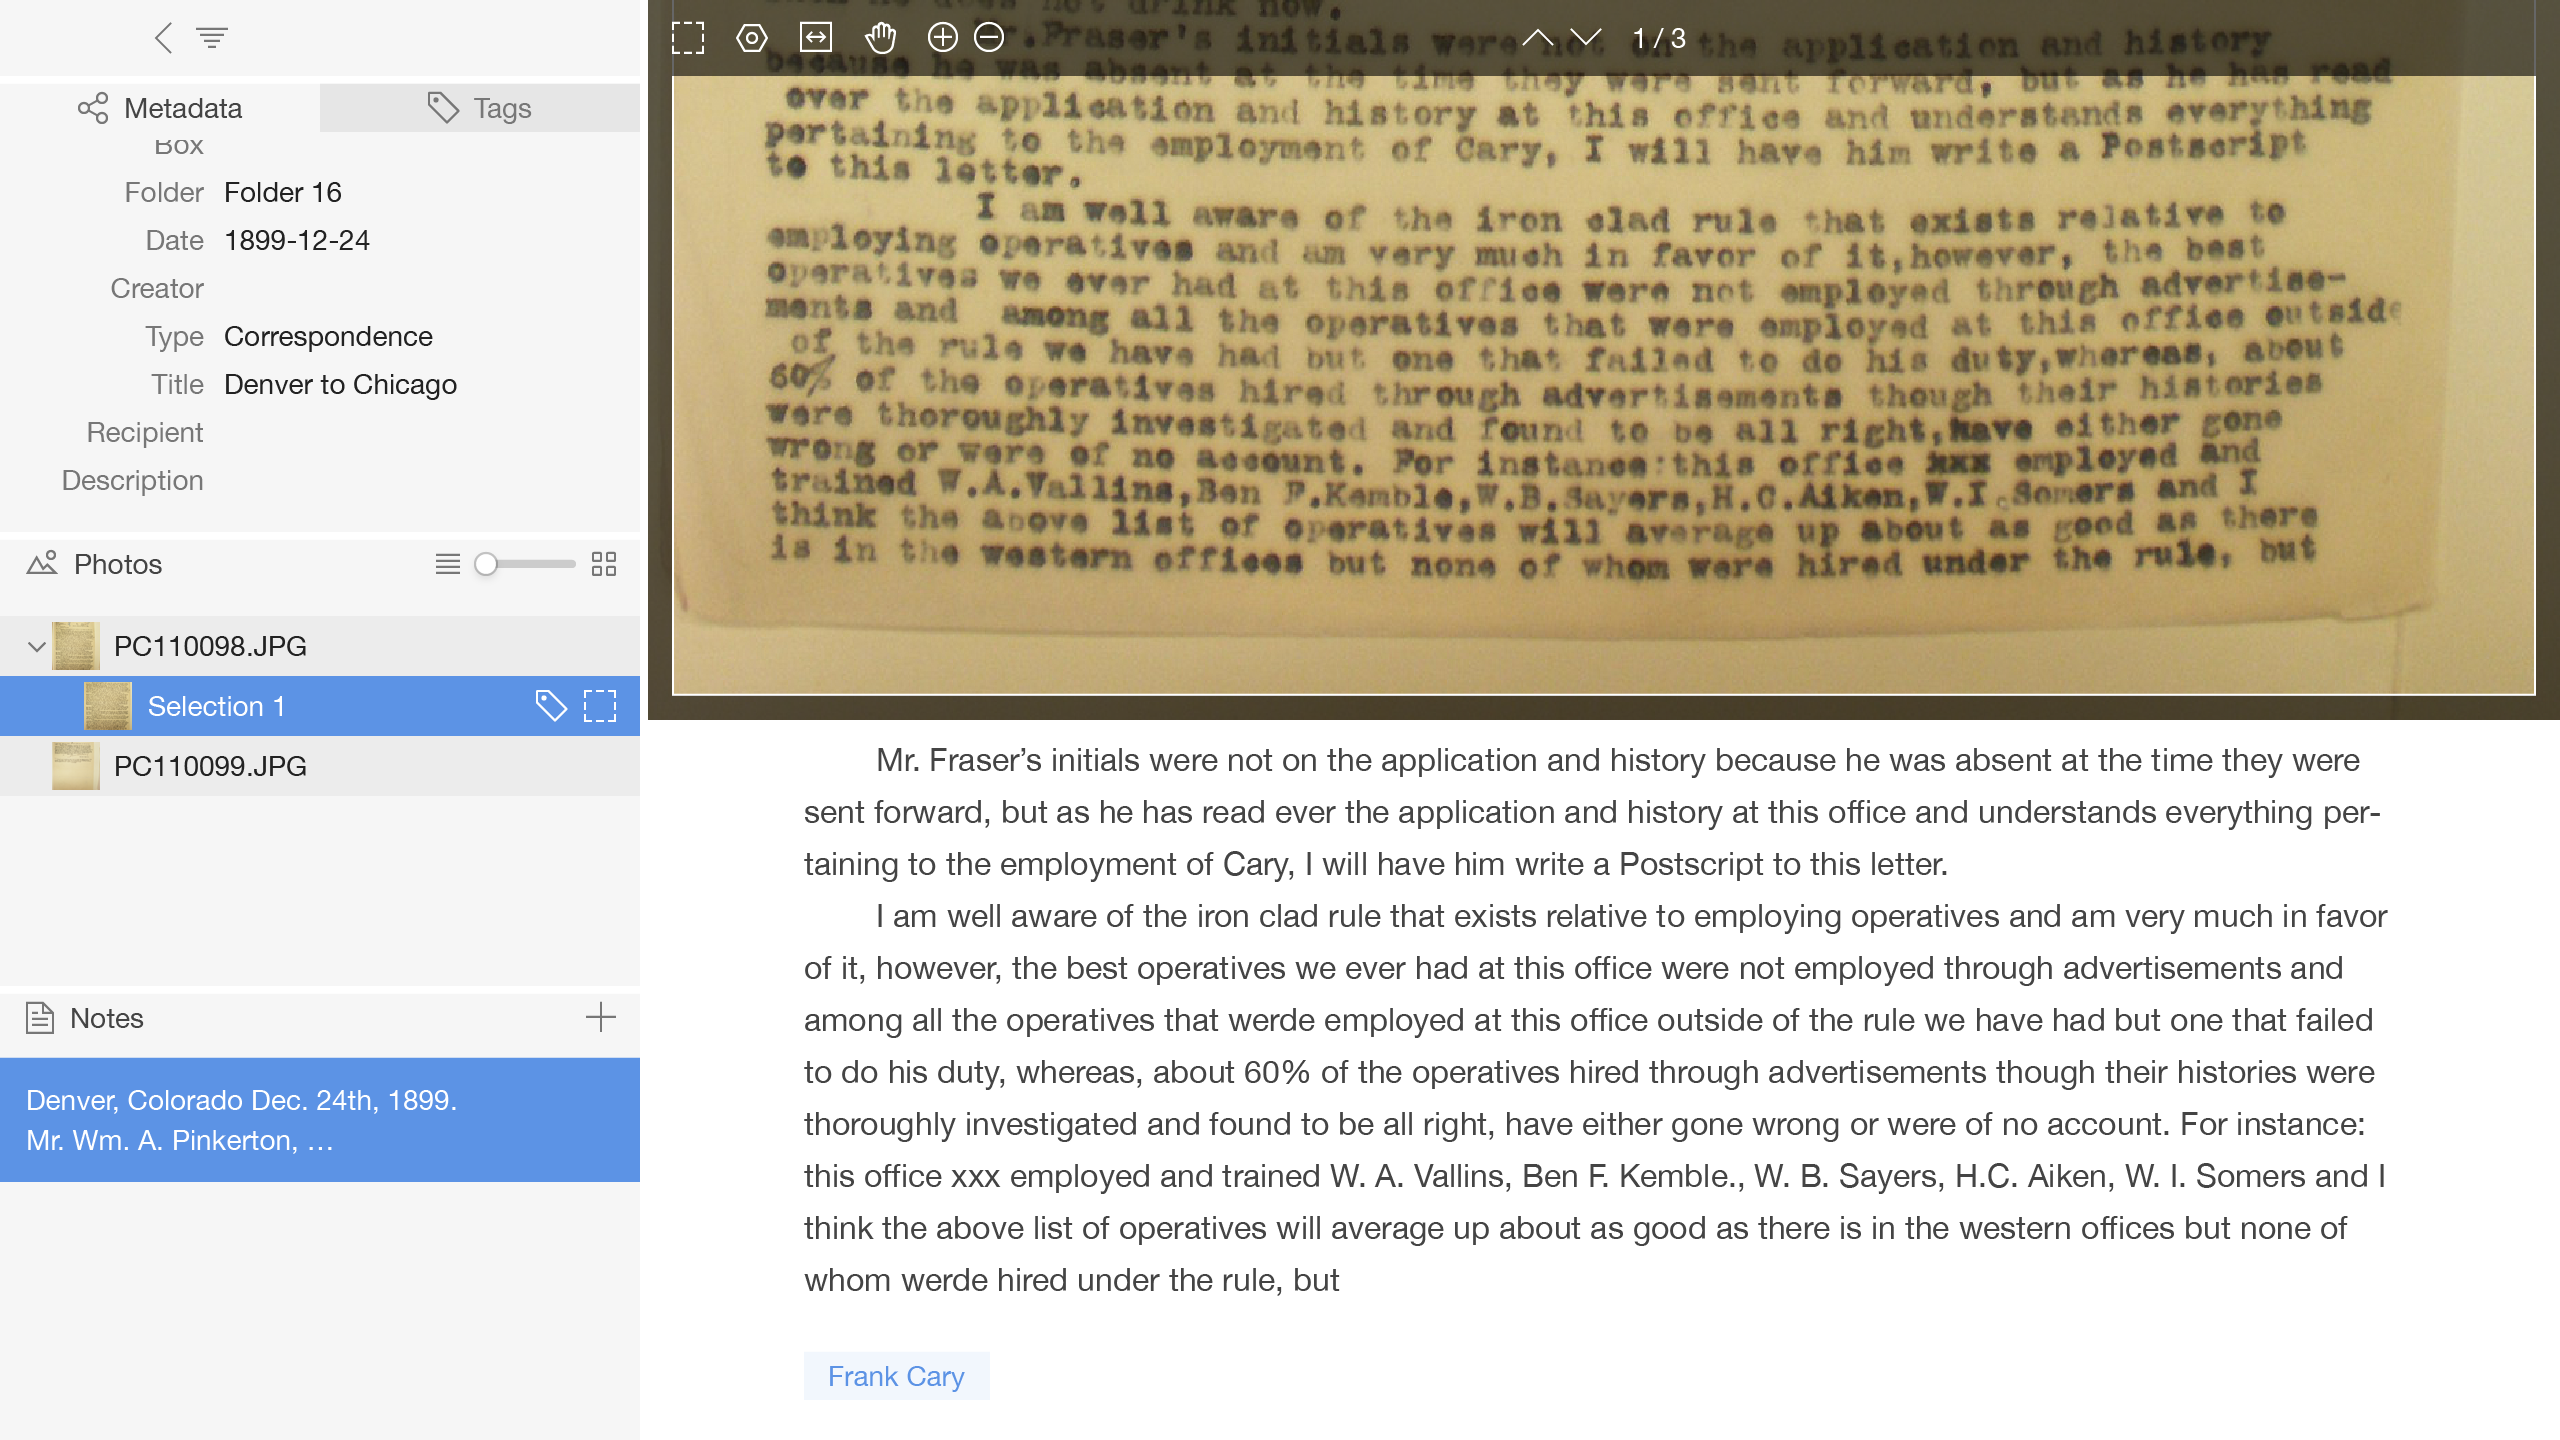 Metadata
Tags
Box
Folder Folder 16
Date 1899-12-24
Creator
Type Correspondence
Title Denver to Chicago
Recipient
Description
Photos
PC110098.JPG
Selection 1
PC110099.JPG
Notes
Denver, Colorado Dec. 24th, 1899.
Mr. Wm. A. Pinkerton, …
1 / 3
he does not drink now.
Mr.Fraser's initials were not on the application and history
because he was absent at the time they were sent forward, but as he has read
over the application and history at this office and understands everything
pertaining to the employment of Cary, I will have him write a Postscript
to this letter.
I am well aware of the iron clad rule that exists relative to
employing operatives and am very much in favor of it,however, the best
operatives we ever had at this office were not employed through advertise-
ments and among all the operatives that were employed at this office outside
of the rule we have had but one that failed to do his duty,whereas, about
60% of the operatives hired through advertisements though their histories
were thoroughly investigated and found to be all right,have either gone
wrong or were of no account. For instance:this office xxx employed and
trained W.A.Vallins,Ben F.Kemble,W.B.Sayers,H.C.Aiken,W.I.Somers and I
think the above list of operatives will average up about as good as there
is in the western offices but none of whom were hired under the rule, but
Mr. Fraser’s initials were not on the application and history because he was absent at the time they were
sent forward, but as he has read ever the application and history at this office and understands everything per-
taining to the employment of Cary, I will have him write a Postscript to this letter.
I am well aware of the iron clad rule that exists relative to employing operatives and am very much in favor
of it, however, the best operatives we ever had at this office were not employed through advertisements and
among all the operatives that werde employed at this office outside of the rule we have had but one that failed
to do his duty, whereas, about 60% of the operatives hired through advertisements though their histories were
thoroughly investigated and found to be all right, have either gone wrong or were of no account. For instance:
this office xxx employed and trained W. A. Vallins, Ben F. Kemble., W. B. Sayers, H.C. Aiken, W. I. Somers and I
think the above list of operatives will average up about as good as there is in the western offices but none of
whom werde hired under the rule, but
Frank Cary